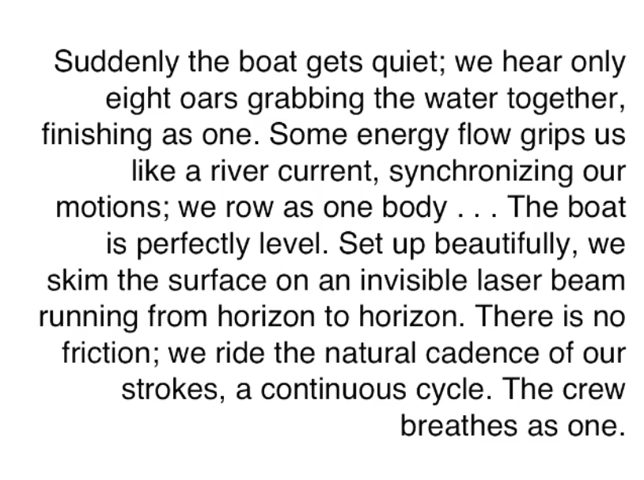 Suddenly the boat gets quiet; we hear only
eight oars grabbing the water together,
finishing as one. Some energy flow grips us
like a river current, synchronizing our
motions; we row as one body . . . The boat
is perfectly level. Set up beautifully, we
skim the surface on an invisible laser beam
running from horizon to horizon. There is no
friction; we ride the natural cadence of our
strokes, a continuous cycle. The crew
breathes as one.